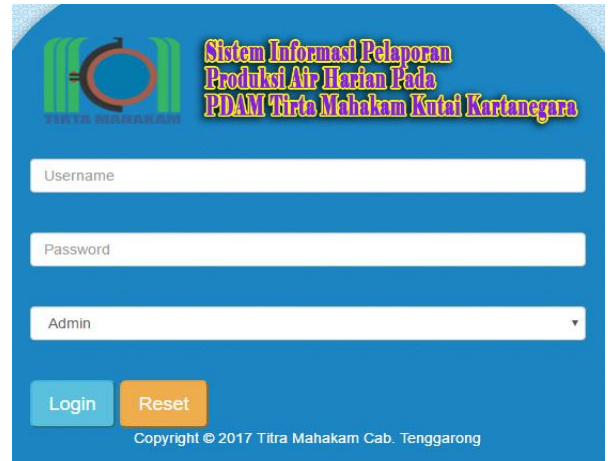 Sistem Informasi Pelaporan
Produksi Air Harian Pada
PDAM Tirta Mahakam Kutai Kartanegara
TIRTA MAHAKAM
Username
Password
Admin
Login Reset
Copyright © 2017 Titra Mahakam Cab. Tenggarong